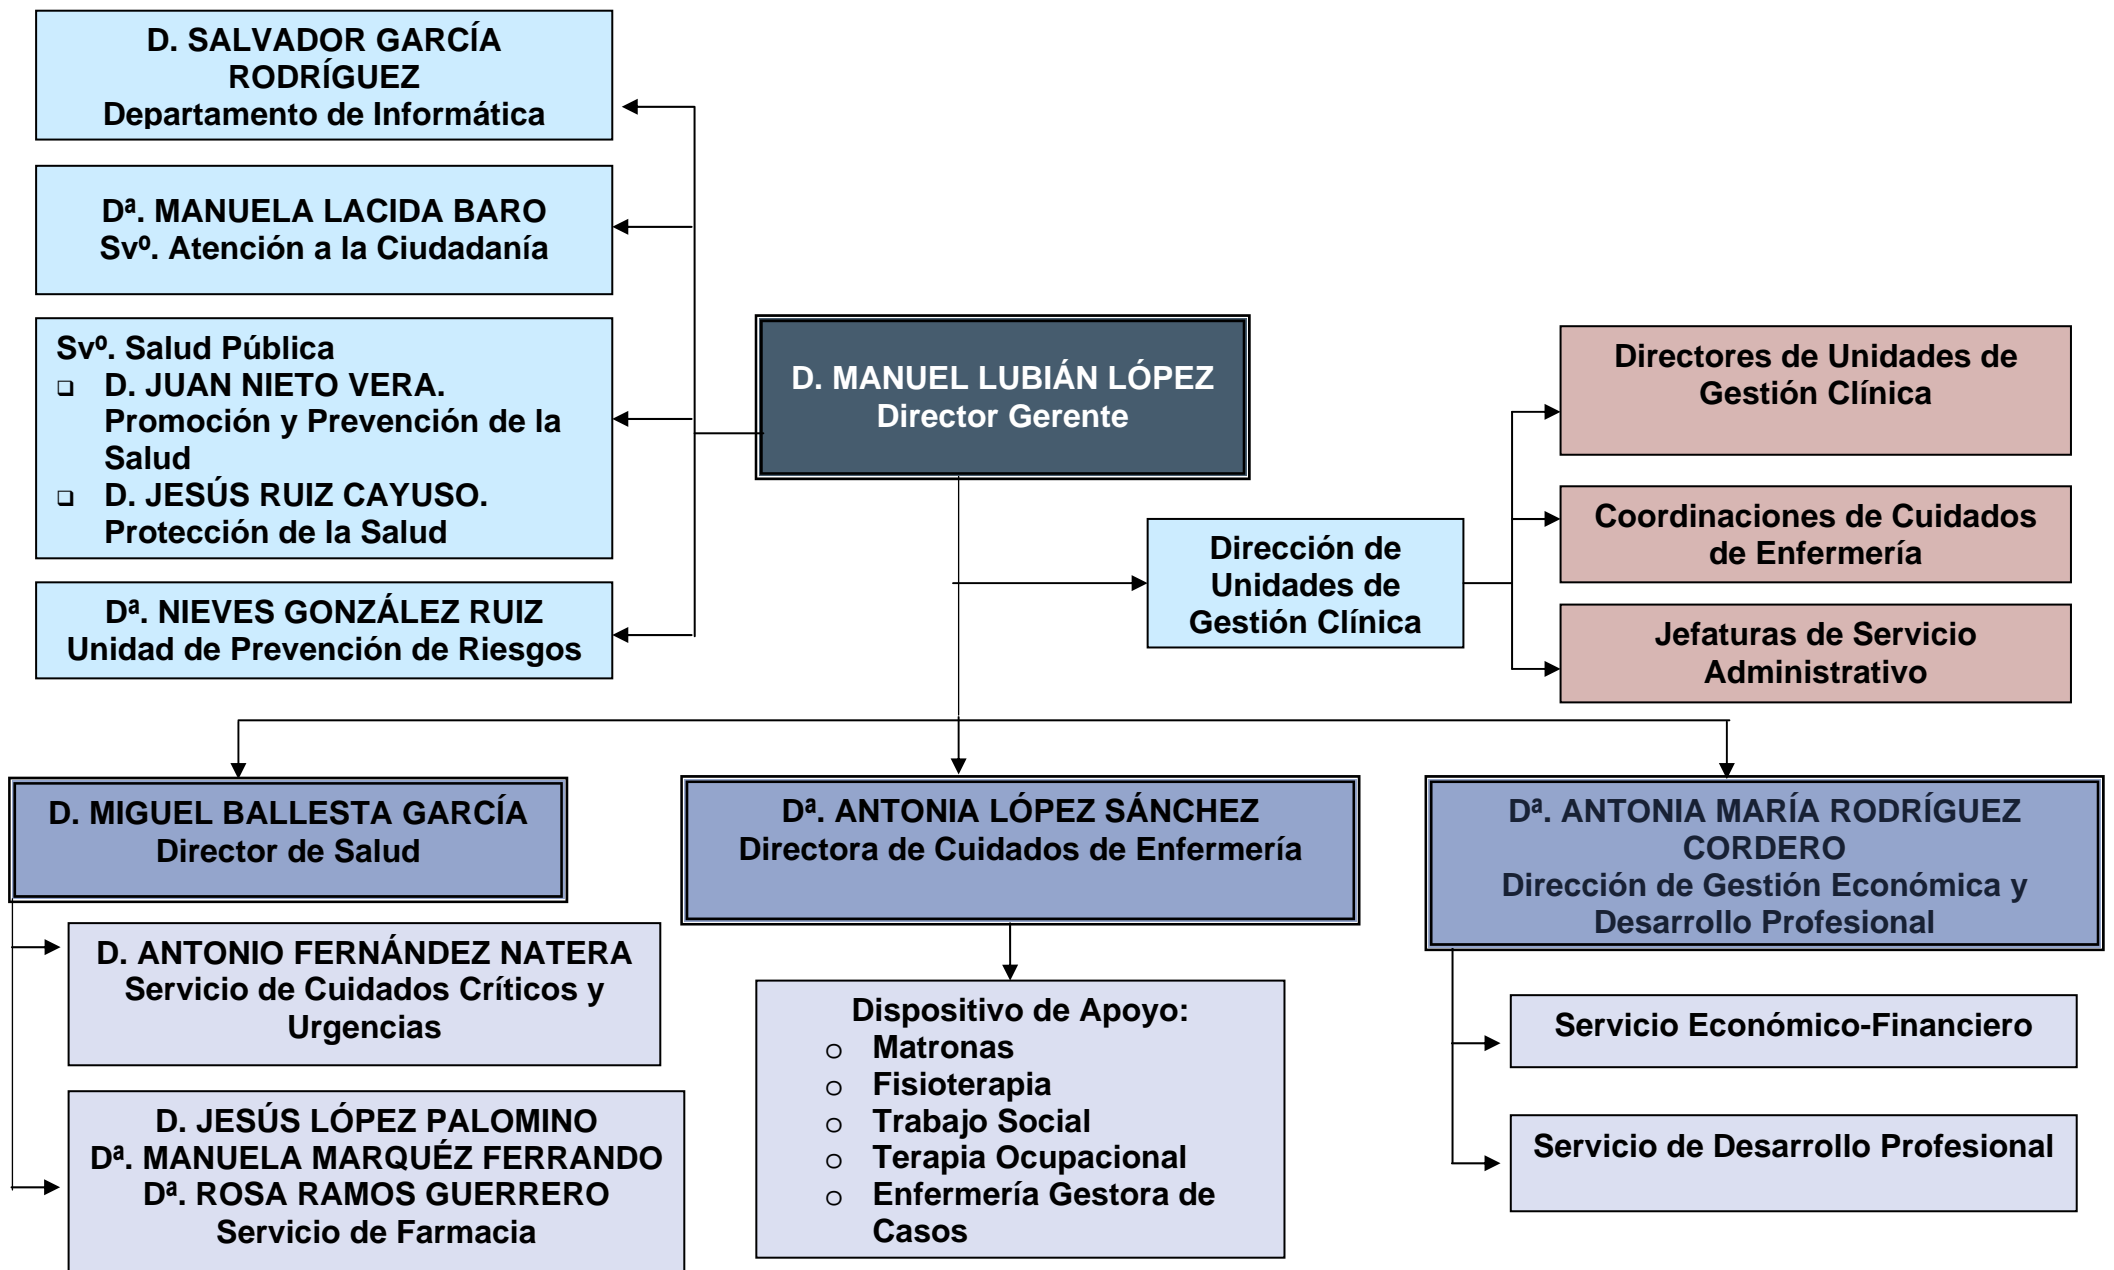 D. SALVADOR GARCÍA
RODRÍGUEZ
Departamento de Informática
Dª. MANUELA LACIDA BARO
Svº. Atención a la Ciudadanía
Svº. Salud Pública
❑ D. JUAN NIETO VERA.
Promoción y Prevención de la
Salud
❑ D. JESÚS RUIZ CAYUSO.
Protección de la Salud
Dª. NIEVES GONZÁLEZ RUIZ
Unidad de Prevención de Riesgos
D. MANUEL LUBIÁN LÓPEZ
Director Gerente
Dirección de
Unidades de
Gestión Clínica
Directores de Unidades de
Gestión Clínica
Coordinaciones de Cuidados
de Enfermería
Jefaturas de Servicio
Administrativo
D. MIGUEL BALLESTA GARCÍA
Director de Salud
D. ANTONIO FERNÁNDEZ NATERA
Servicio de Cuidados Críticos y
Urgencias
D. JESÚS LÓPEZ PALOMINO
Dª. MANUELA MARQUÉZ FERRANDO
Dª. ROSA RAMOS GUERRERO
Servicio de Farmacia
Dª. ANTONIA LÓPEZ SÁNCHEZ
Directora de Cuidados de Enfermería
Dispositivo de Apoyo:
o Matronas
o Fisioterapia
o Trabajo Social
o Terapia Ocupacional
o Enfermería Gestora de
Casos
Dª. ANTONIA MARÍA RODRÍGUEZ
CORDERO
Dirección de Gestión Económica y
Desarrollo Profesional
Servicio Económico-Financiero
Servicio de Desarrollo Profesional